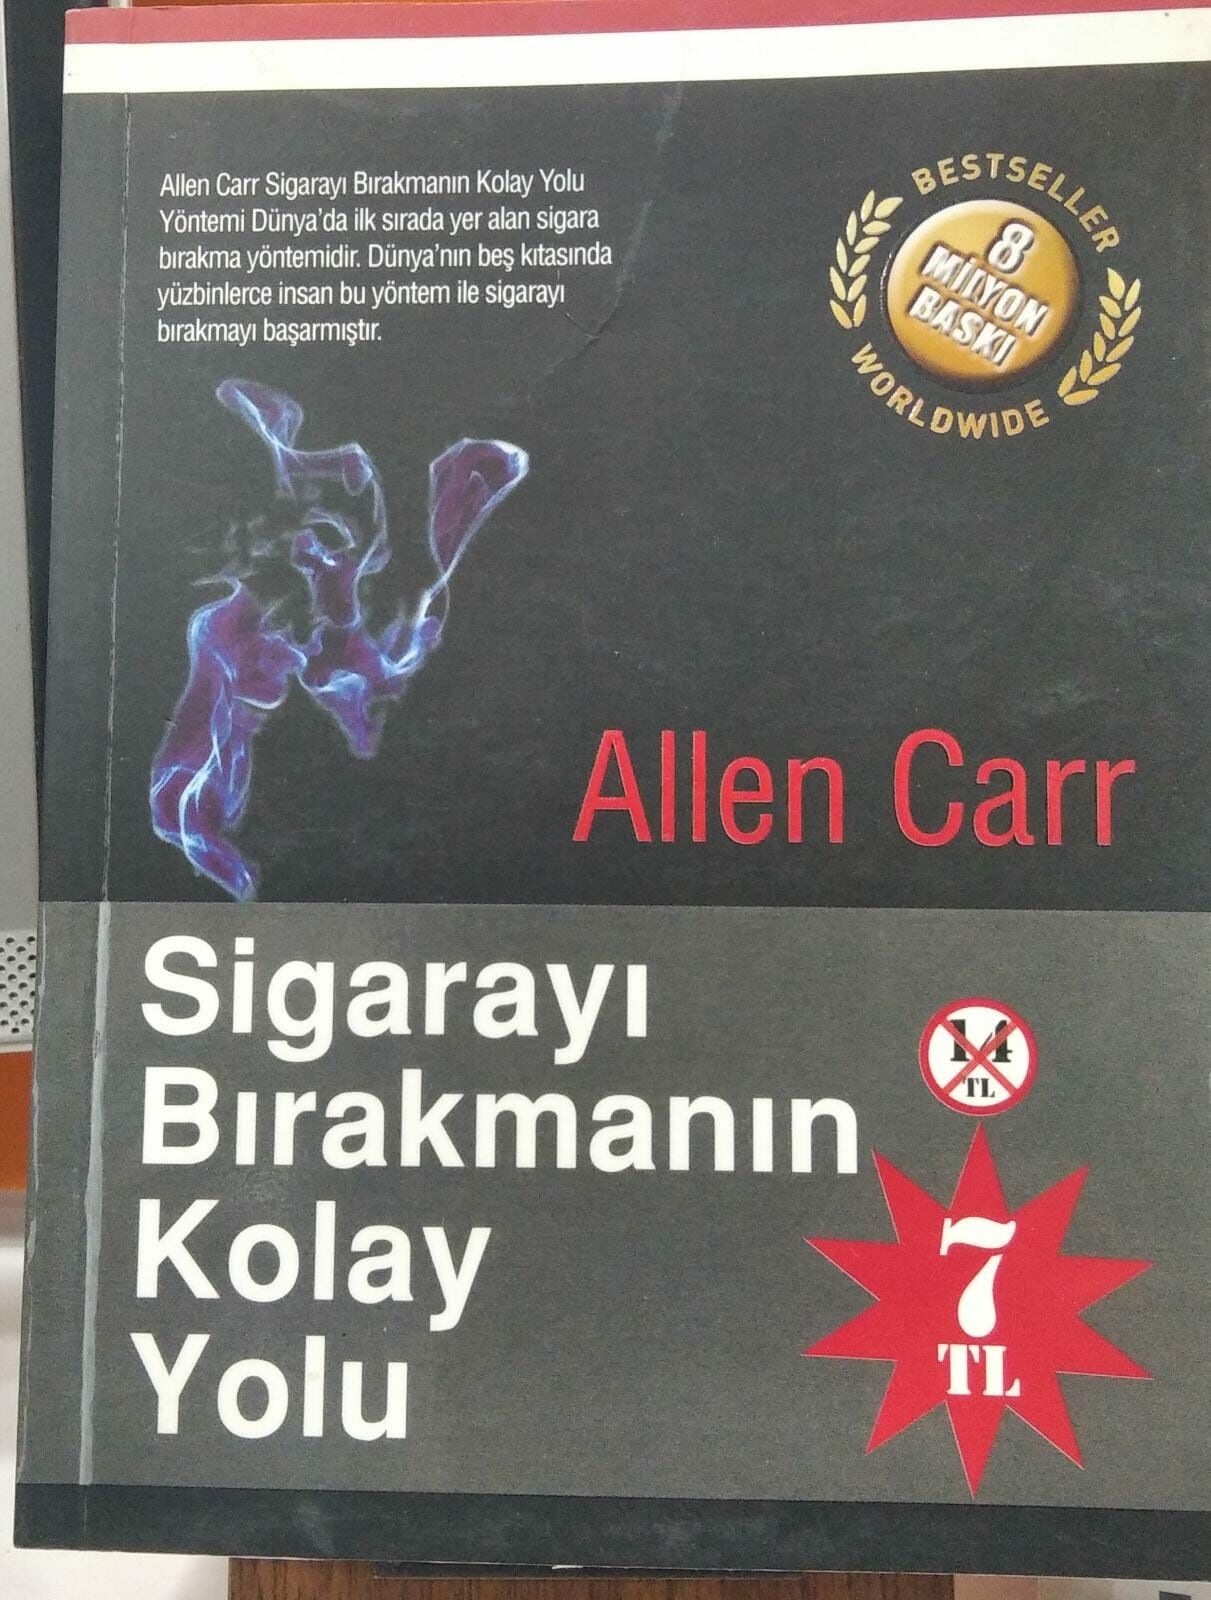 Allen Carr Sigarayı Bırakmanın Kolay Yolu
Yöntemi Dünya'da ilk sırada yer alan sigara
bırakma yöntemidir. Dünya'nın beş kıtasında
yüzbinlerce insan bu yöntem ile sigarayı
bırakmayı başarmıştır.
BESTSELLER
8
MİLYON
BASKI
WORLDWIDE
Allen Carr
Sigarayı
Bırakmanın
Kolay
Yolu
14
TL
7
TL